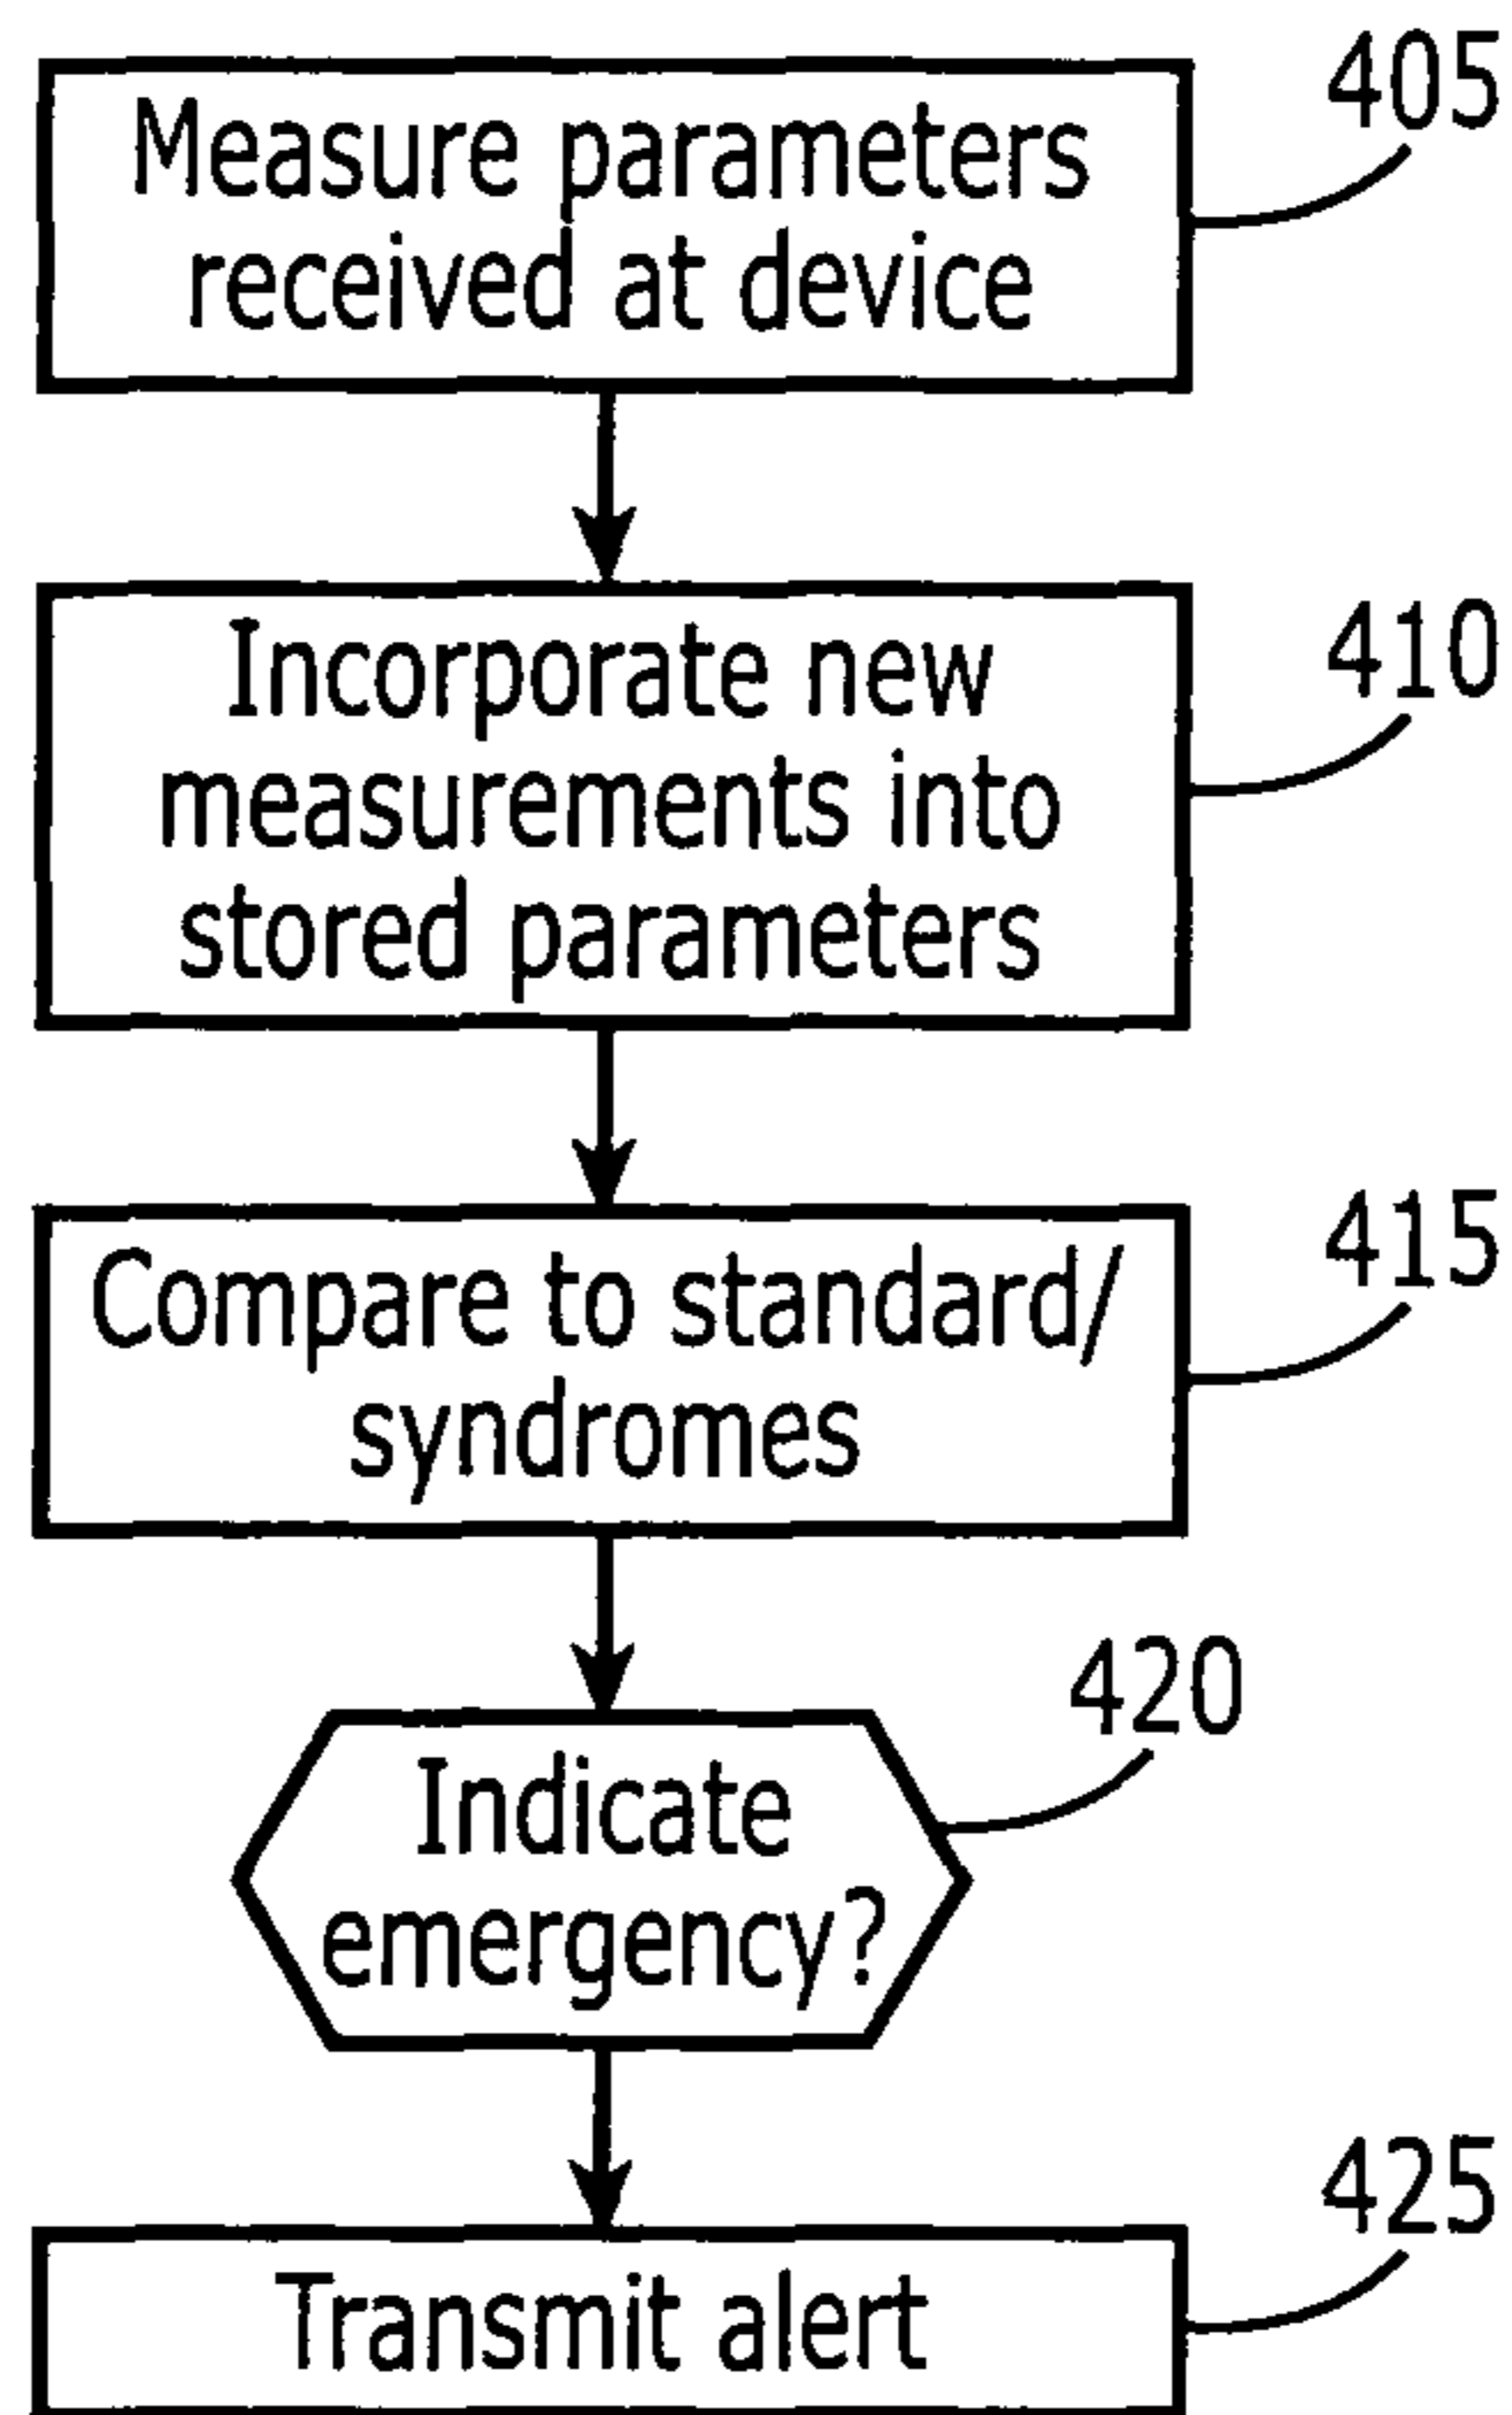 405
Measure parameters
received at device
410
Incorporate new
measurements into
stored parameters
415
Compare to standard/
syndromes
420
Indicate
emergency?
425
Transmit alert